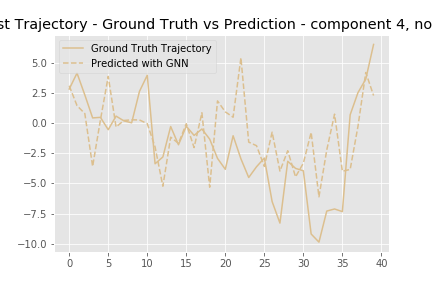 st Trajectory - Ground Truth vs Prediction - component 4, no
Ground Truth Trajectory
Predicted with GNN
5.0
2.5
0.0
−2.5
−5.0
−7.5
−10.0
0 5 10 15 20 25 30 35 40